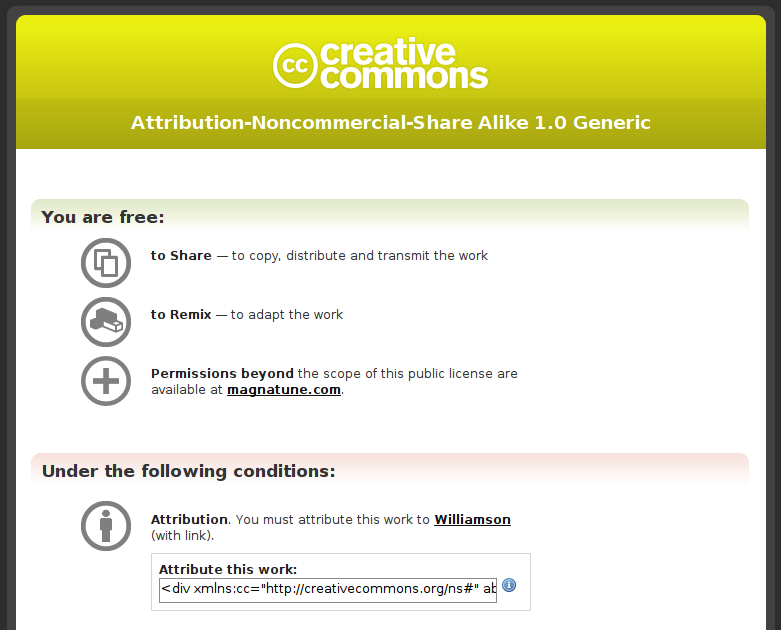 cc creative
commons
Attribution-Noncommercial-Share Alike 1.0 Generic
You are free:
to Share — to copy, distribute and transmit the work
to Remix — to adapt the work
Permissions beyond the scope of this public license are
available at magnatune.com.
Under the following conditions:
Attribution. You must attribute this work to Williamson
(with link).
Attribute this work:
<div xmlns:cc="http://creativecommons.org/ns#" ab